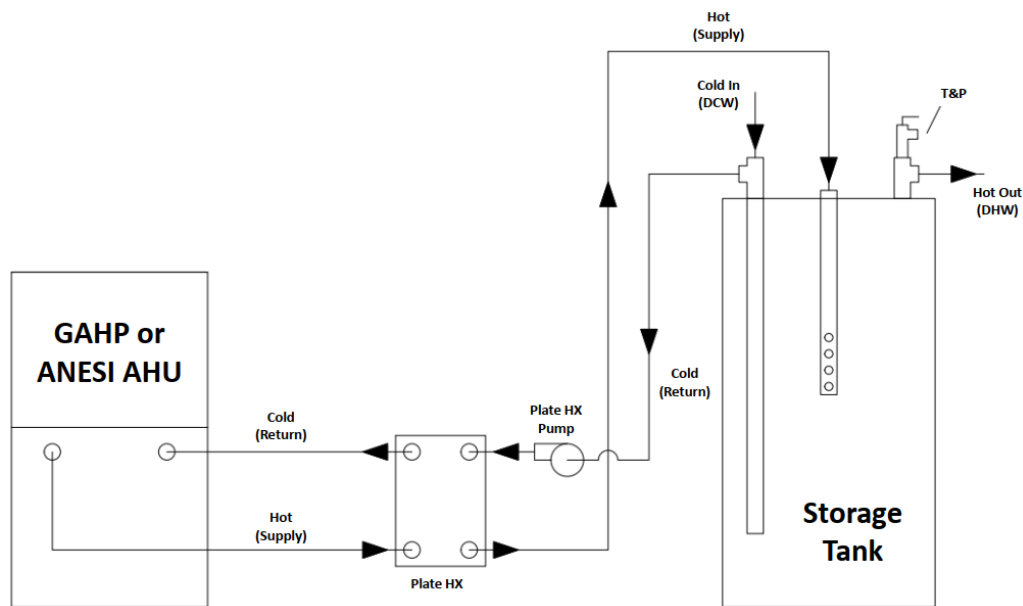 Hot
(Supply)
Cold In
(DCW)
T&P
Hot Out
(DHW)
GAHP or
ANESI AHU
Cold
(Return)
Plate HX
Pump
Cold
(Return)
Hot
(Supply)
Plate HX
Storage
Tank